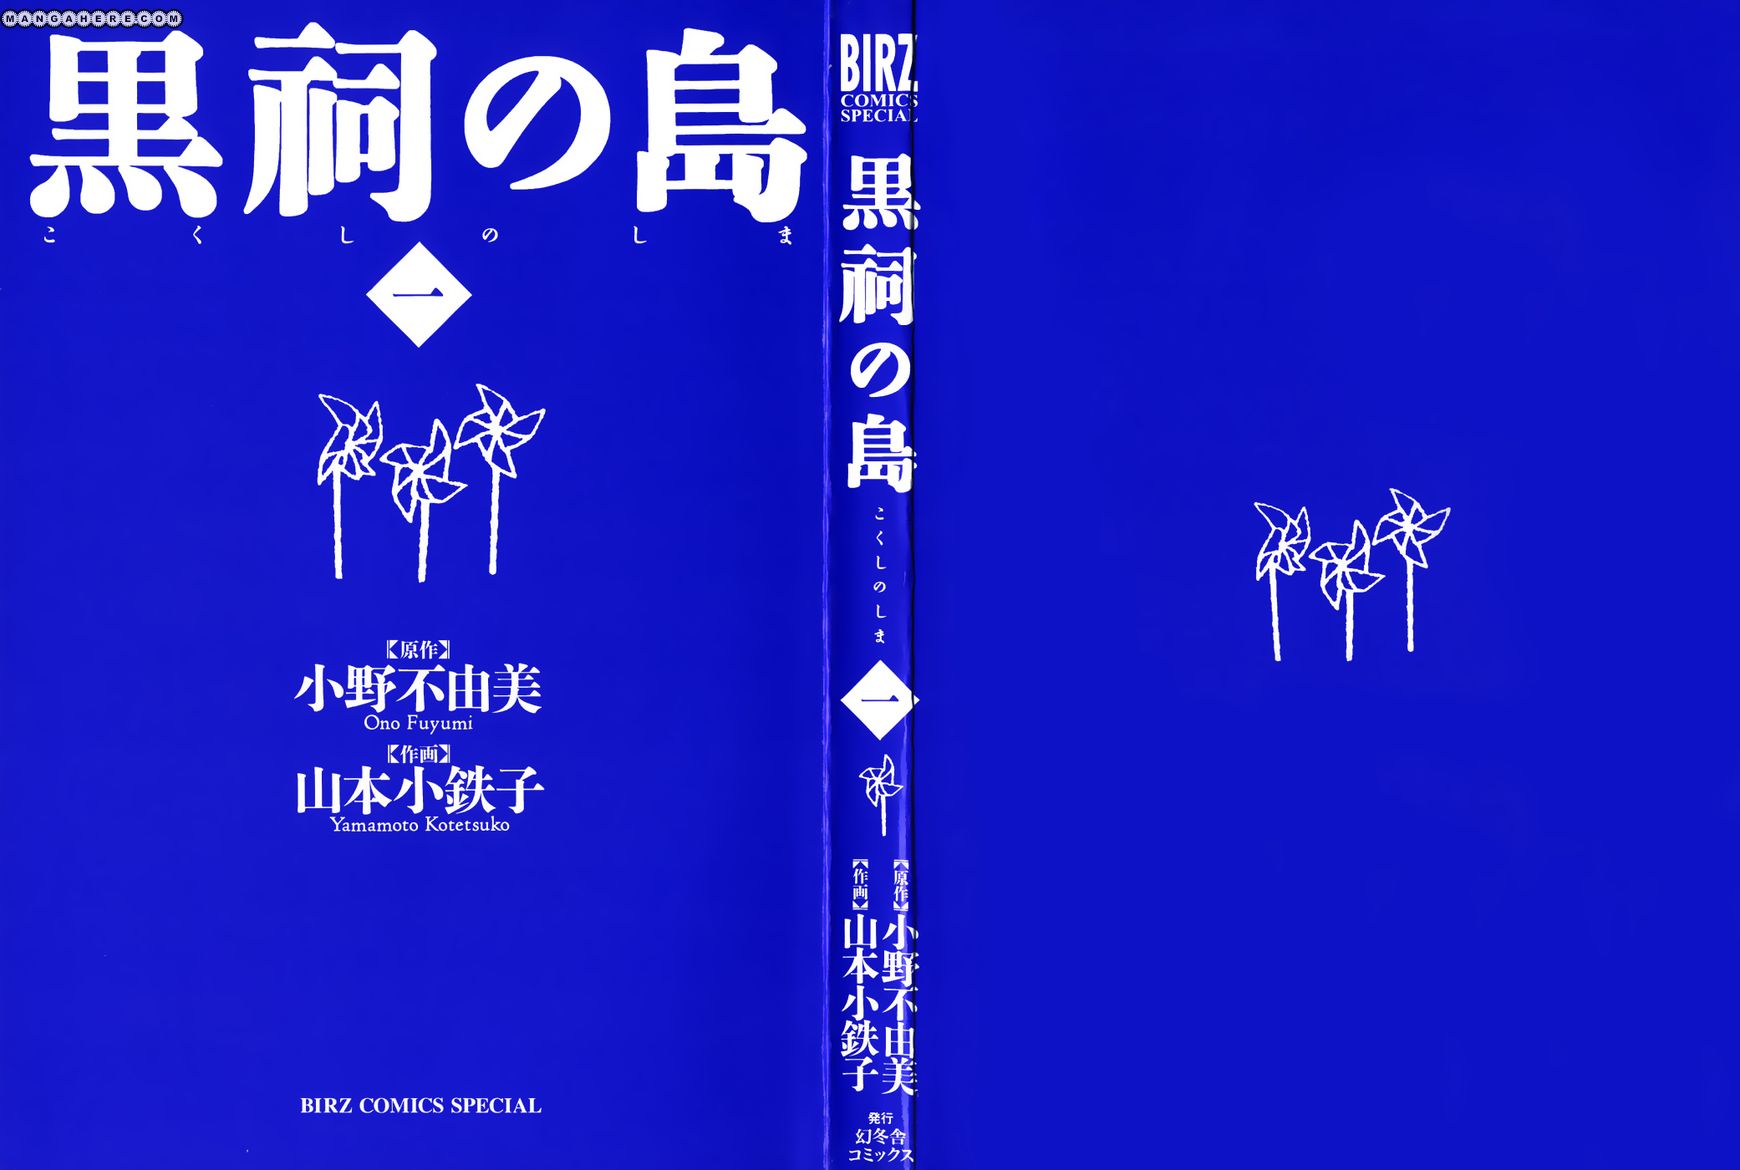 MANGAHERE.COM
黒祠の島
こくしのしま
一
【原作】
小野不由美
Ono Fuyumi
【作画】
山本小鉄子
Yamamoto Kotetsuko
BIRZ COMICS SPECIAL
BIRZ
COMICS
SPECIAL
黒祠の島
こくしのしま
一
【原作】小野不由美
【作画】山本小鉄子
発行
幻冬舎
コミックス